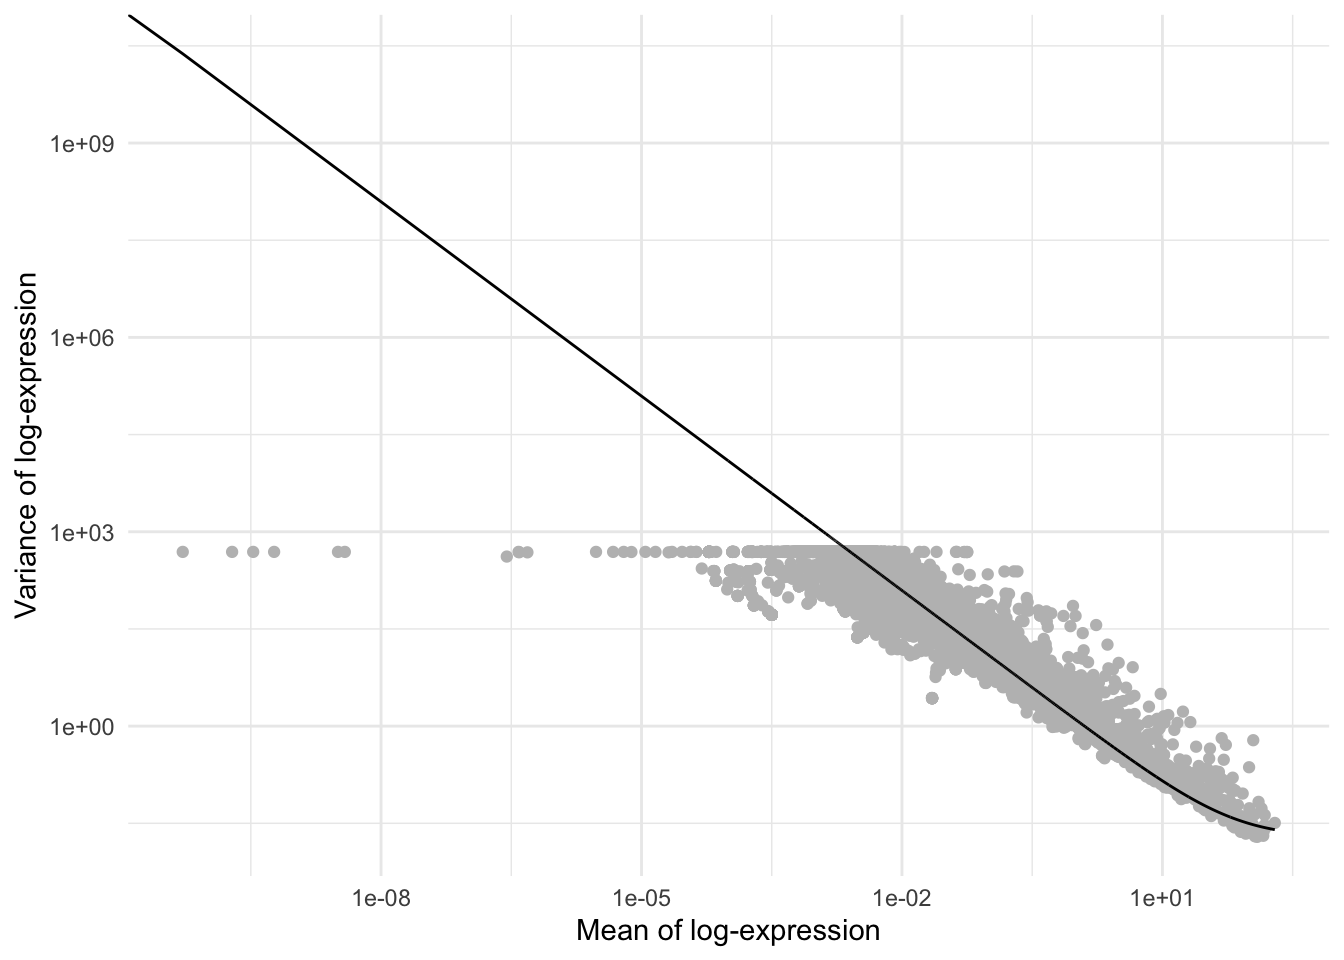 Variance of log-expression
1e+09
1e+06
1e+03
1e+00
1e-08
1e-05
1e-02
1e+01
Mean of log-expression